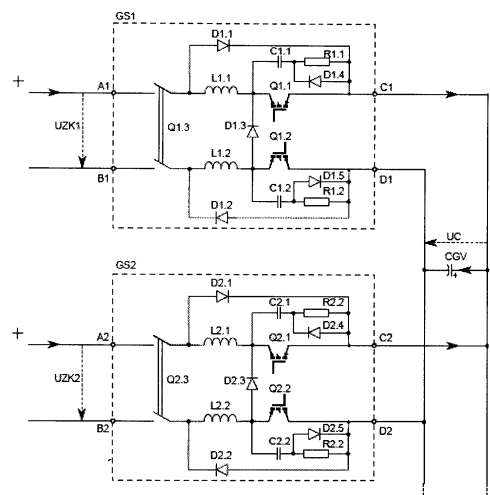 GS1
D1.1
C1.1
R1.1
D1.4
+
A1
L1.1
Q1.1
C1
UZK1
Q1.3
D1.3
Q1.2
L1.2
B1
D1.5
D1
C1.2
R1.2
D1.2
UC
CGV
+
GS2
D2.1
C2.1
R2.2
D2.4
+
A2
L2.1
Q2.1
C2
UZK2
Q2.3
D2.3
Q2.2
L2.2
B2
D2.5
D2
C2.2
R2.2
D2.2